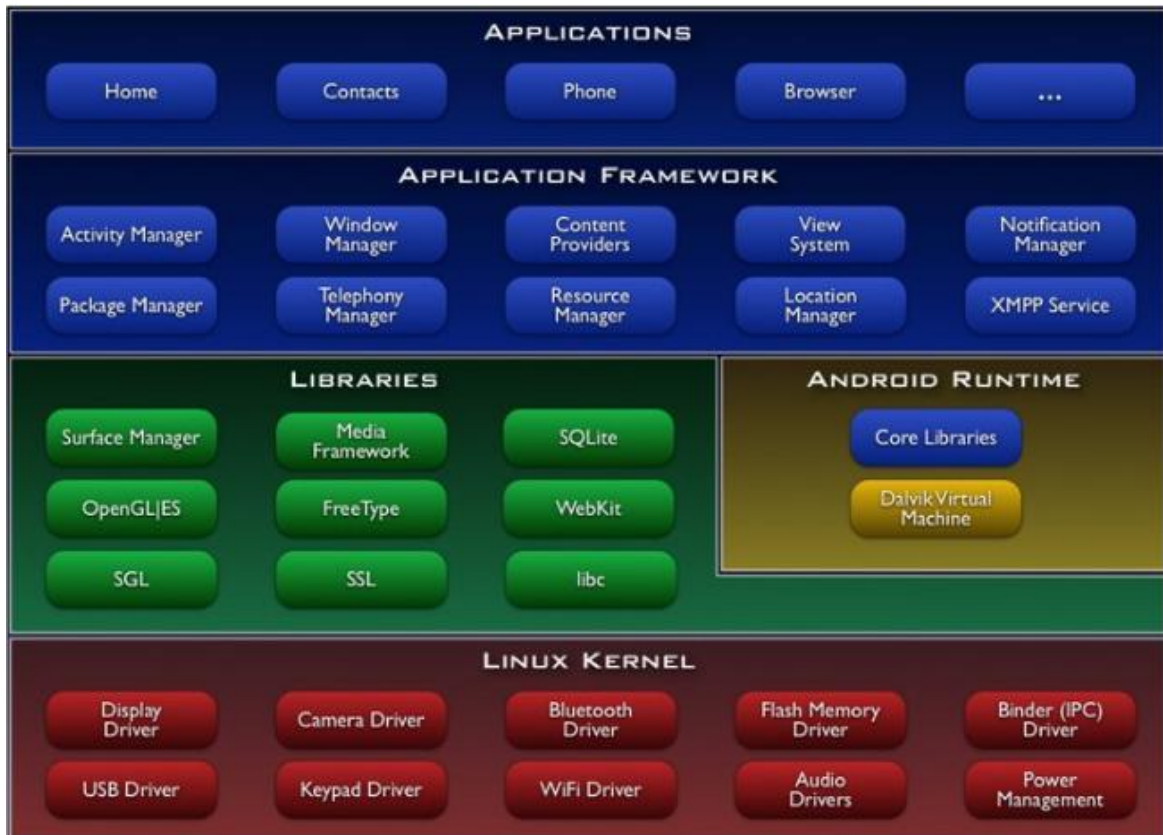 APPLICATIONS
Home
Contacts
Phone
Browser
...
APPLICATION FRAMEWORK
Activity Manager
Window
Manager
Content
Providers
View
System
Notification
Manager
Package Manager
Telephony
Manager
Resource
Manager
Location
Manager
XMPP Service
LIBRARIES
Surface Manager
Media
Framework
SQLite
OpenGL|ES
FreeType
WebKit
SGL
SSL
libc
ANDROID RUNTIME
Core Libraries
Dalvik Virtual
Machine
LINUX KERNEL
Display
Driver
Camera Driver
Bluetooth
Driver
Flash Memory
Driver
Binder (IPC)
Driver
USB Driver
Keypad Driver
WiFi Driver
Audio
Drivers
Power
Management